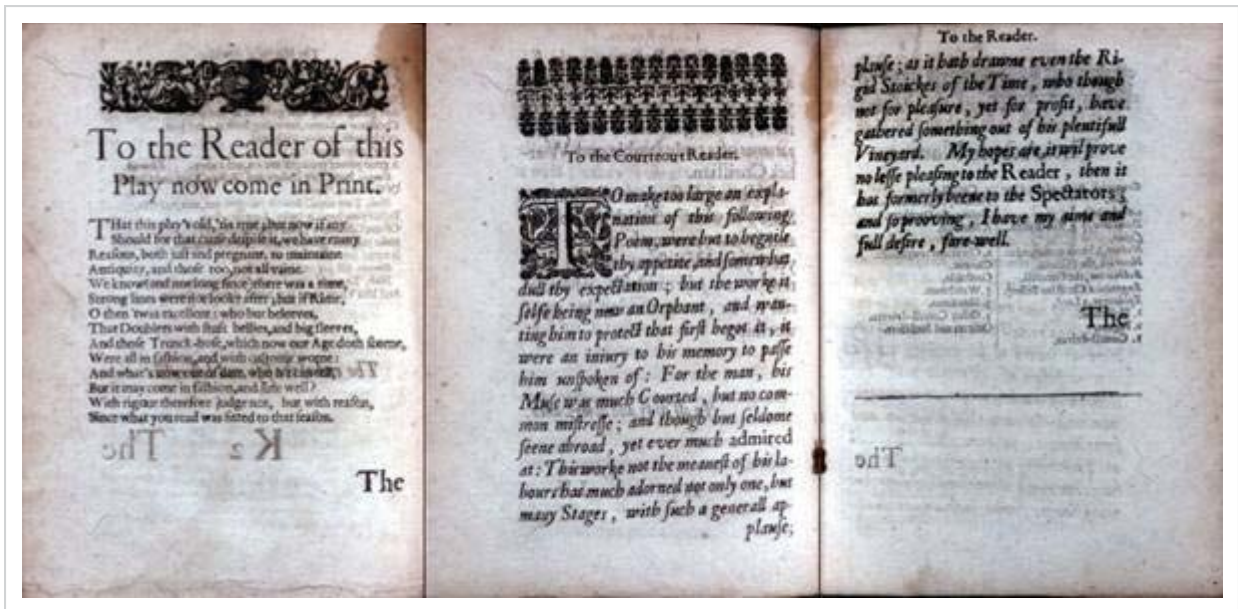 To the Reader of this
Play now come in Print.
THat this play's old, 'tis true, but now if any
Should for that cause despise it, we have many
Reasons, both just and pregnant, to maintaine
Antiquity, and those too, not all vaine.
We know (and not long since) there was a time,
Strong lines were not lookt after, but if Rime,
O then 'twas excellent: who but beleeves,
That Doublets with stuft bellies, and big sleeves,
And those Trunck-hose, which now our Age doth scorne,
Were all in fashion, and with custome worne:
And what's now out of date, who is't can tell,
But it may come in fashion, and sute well?
With rigour therefore judge not, but with reason,
Since what you read was fitted to that season.
The
To the Courteous Reader.
TO make too large an expla-
nation of this following
Poem, were but to beguile
thy appetite, and somewhat
dull thy expectation; but the worke it
selfe being now an Orphant, and wan-
ting him to protect that first begot it, it
were an iniury to his memory to passe
him unspoken of: For the man, his
Muse was much Courted, but no com-
mon mistresse; and though but seldome
seene abroad, yet ever much admired
at: This worke not the meanest of his la-
bours has much adorned not only one, but
many Stages, with such a generall ap-
plause;
To the Reader.
plause; as it hath drawne even the Ri-
gid Stoickes of the Time, who though
not for pleasure, yet for profit, have
gathered something out of his plentifull
Vineyard. My hopes are, it wil prove
no lesse pleasing to the Reader, then it
has formerly beene to the Spectators;
and so prooving, I have my aime and
full desire, fare-well.
The